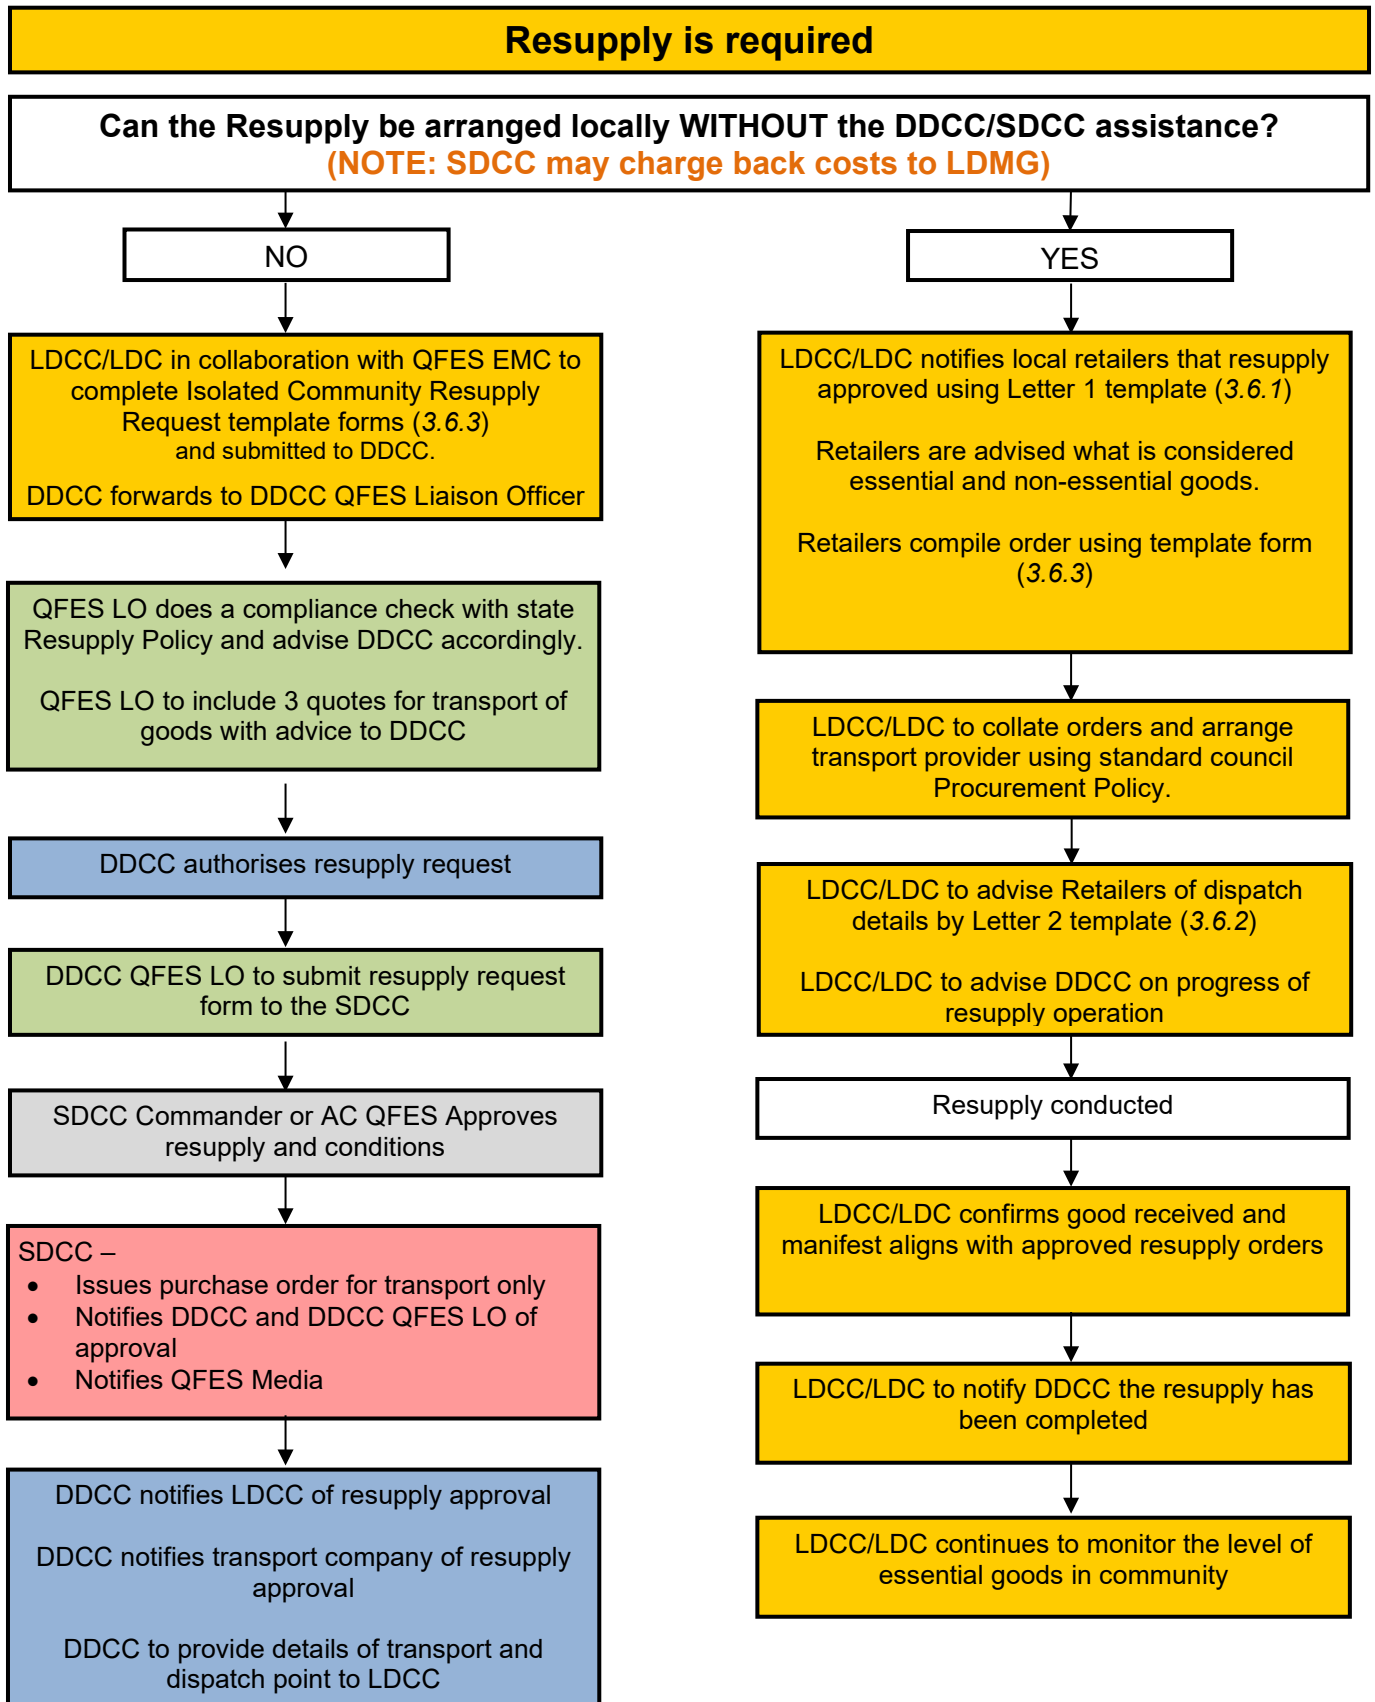 Resupply is required
Can the Resupply be arranged locally WITHOUT the DDCC/SDCC assistance?
(NOTE: SDCC may charge back costs to LDMG)
NO
LDCC/LDC in collaboration with QFES EMC to
complete Isolated Community Resupply
Request template forms (3.6.3)
and submitted to DDCC.
DDCC forwards to DDCC QFES Liaison Officer
QFES LO does a compliance check with state
Resupply Policy and advise DDCC accordingly.
QFES LO to include 3 quotes for transport of
goods with advice to DDCC
DDCC authorises resupply request
DDCC QFES LO to submit resupply request
form to the SDCC
SDCC Commander or AC QFES Approves
resupply and conditions
SDCC –
• Issues purchase order for transport only
• Notifies DDCC and DDCC QFES LO of
approval
• Notifies QFES Media
DDCC notifies LDCC of resupply approval
DDCC notifies transport company of resupply
approval
DDCC to provide details of transport and
dispatch point to LDCC
YES
LDCC/LDC notifies local retailers that resupply
approved using Letter 1 template (3.6.1)
Retailers are advised what is considered
essential and non-essential goods.
Retailers compile order using template form
(3.6.3)
LDCC/LDC to collate orders and arrange
transport provider using standard council
Procurement Policy.
LDCC/LDC to advise Retailers of dispatch
details by Letter 2 template (3.6.2)
LDCC/LDC to advise DDCC on progress of
resupply operation
Resupply conducted
LDCC/LDC confirms good received and
manifest aligns with approved resupply orders
LDCC/LDC to notify DDCC the resupply has
been completed
LDCC/LDC continues to monitor the level of
essential goods in community